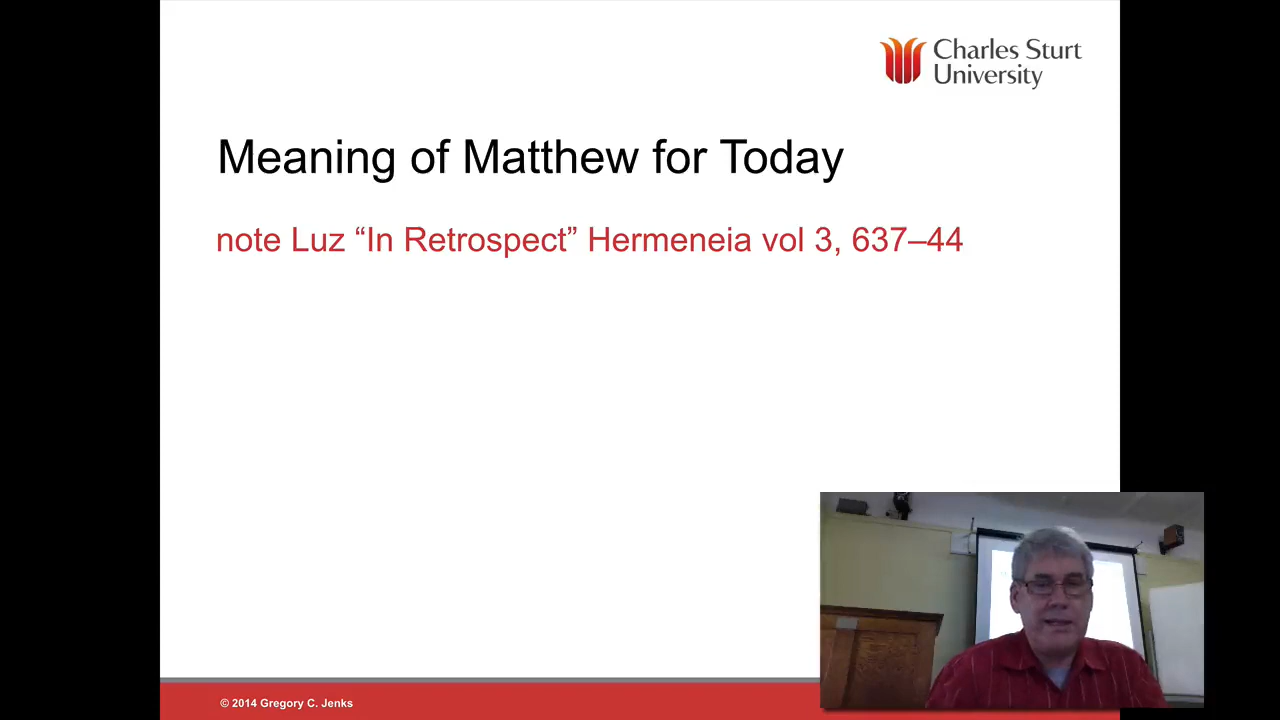 Charles Sturt
University
Meaning of Matthew for Today
note Luz “In Retrospect” Hermeneia vol 3, 637–44
© 2014 Gregory C. Jenks